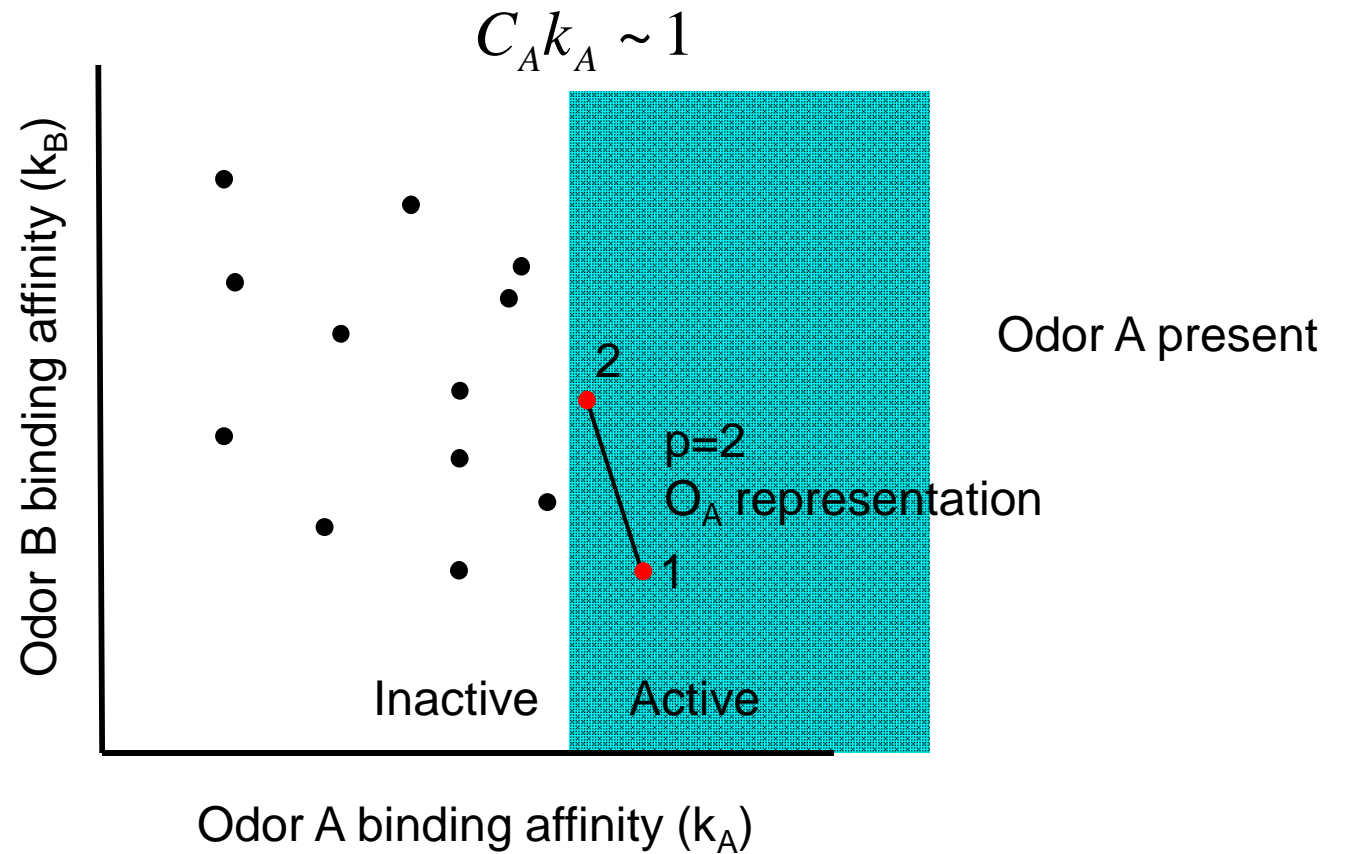 C_A k_A ~ 1
Odor B binding affinity (k_B)
Odor A present
2
p=2
O_A representation
1
Inactive
Active
Odor A binding affinity (k_A)